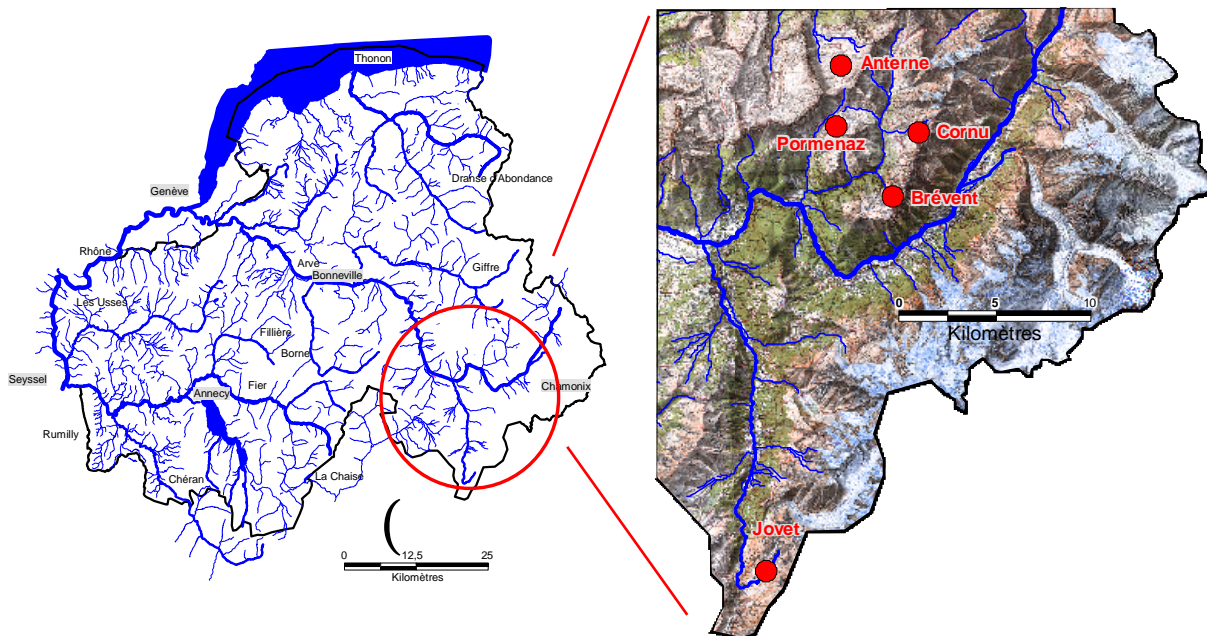 Thonon
Dranse d'Abondance
Genève
Rhône
Arve
Bonneville
Giffre
Les Usses
Fillière
Borne
Seyssel
Annecy
Fier
Chamonix
Rumilly
Chéran
La Chaise
0 12,5 25
Kilomètres
Anterne
Pormenaz
Cornu
Brévent
0 5 10
Kilomètres
Jovet